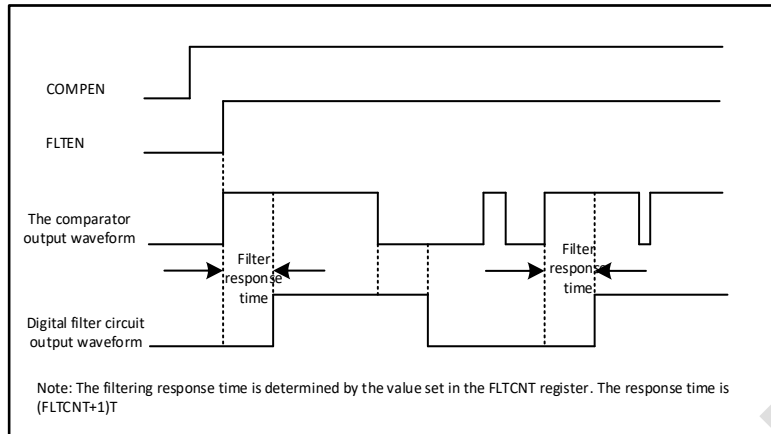 COMPEN
FLTEN
The comparator
output waveform
Filter
response
time
Filter
response
time
Digital filter circuit
output waveform
Note: The filtering response time is determined by the value set in the FLTCNT register. The response time is
(FLTCNT+1)T